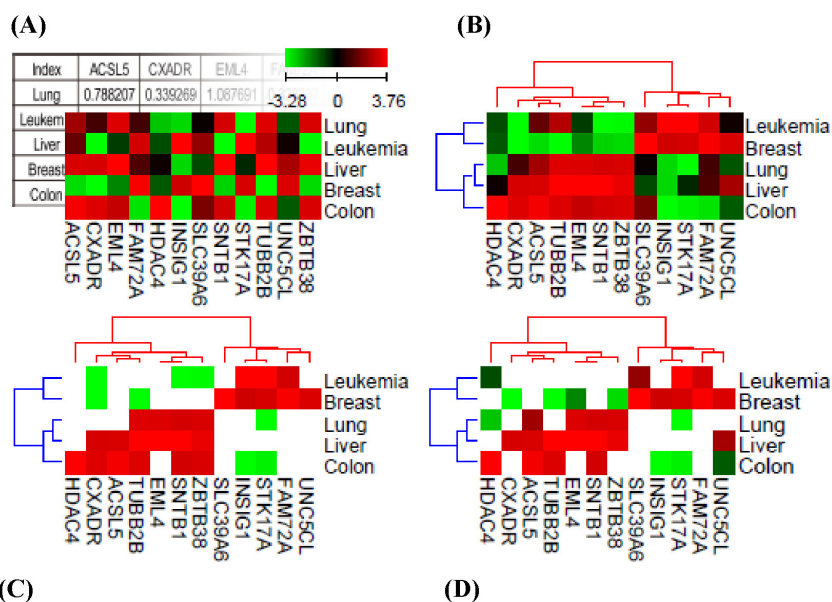 (A)
(B)
Index ACSL5 CXADR EML4
Lung 0.788207 0.339269 1.087691
-3.28 0 3.76
Leukem
Liver
Breast
Colon
Lung
Leukemia
Liver
Breast
Colon
ACSL5
CXADR
EML4
FAM72A
HDAC4
INSIG1
SLC39A6
SNTB1
STK17A
TUBB2B
UNC5CL
ZBTB38
Leukemia
Breast
Lung
Liver
Colon
HDAC4
CXADR
ACSL5
TUBB2B
EML4
SNTB1
ZBTB38
SLC39A6
INSIG1
STK17A
FAM72A
UNC5CL
Leukemia
Breast
Lung
Liver
Colon
HDAC4
CXADR
ACSL5
TUBB2B
EML4
SNTB1
ZBTB38
SLC39A6
INSIG1
STK17A
FAM72A
UNC5CL
Leukemia
Breast
Lung
Liver
Colon
HDAC4
CXADR
ACSL5
TUBB2B
EML4
SNTB1
ZBTB38
SLC39A6
INSIG1
STK17A
FAM72A
UNC5CL
(C)
(D)